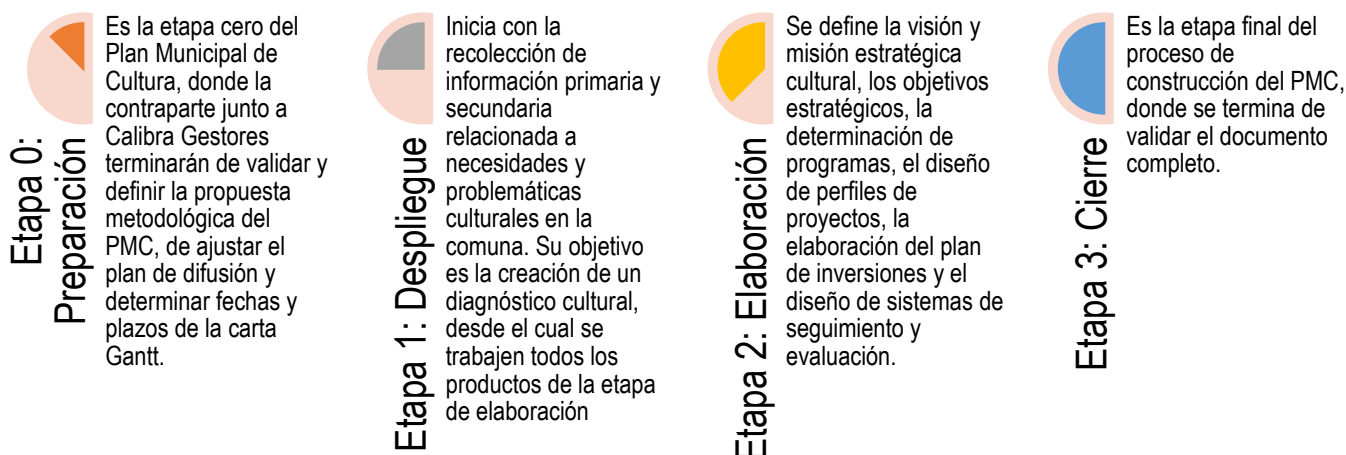 Etapa 0:
Preparación
Es la etapa cero del
Plan Municipal de
Cultura, donde la
contraparte junto a
Calibra Gestores
terminarán de validar y
definir la propuesta
metodológica del
PMC, de ajustar el
plan de difusión y
determinar fechas y
plazos de la carta
Gantt.
Etapa 1: Despliegue
Inicia con la
recolección de
información primaria y
secundaria
relacionada a
necesidades y
problemáticas
culturales en la
comuna. Su objetivo
es la creación de un
diagnóstico cultural,
desde el cual se
trabajen todos los
productos de la etapa
de elaboración
Etapa 2: Elaboración
Se define la visión y
misión estratégica
cultural, los objetivos
estratégicos, la
determinación de
programas, el diseño
de perfiles de
proyectos, la
elaboración del plan
de inversiones y el
diseño de sistemas de
seguimiento y
evaluación.
Etapa 3: Cierre
Es la etapa final del
proceso de
construcción del PMC,
donde se termina de
validar el documento
completo.